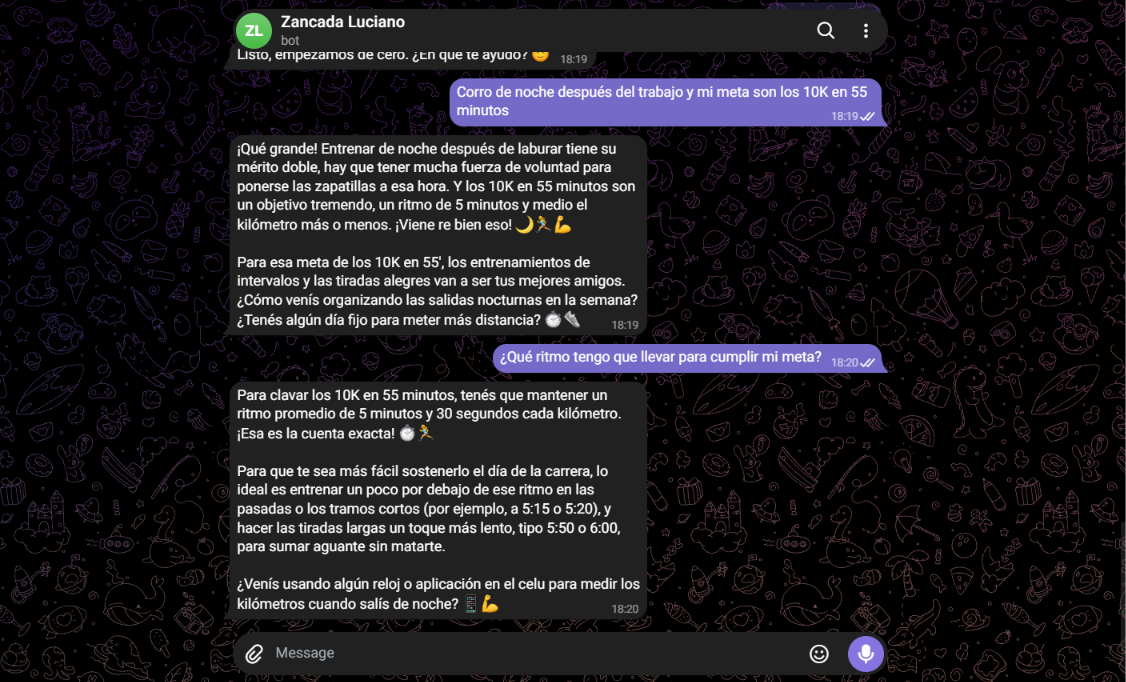 ZL
Zancada Luciano
bot
Listo, empezamos de cero. ¿En qué te ayudo? 🙂 18:19
Corro de noche después del trabajo y mi meta son los 10K en 55
minutos
18:19
¡Qué grande! Entrenar de noche después de laburar tiene su
mérito doble, hay que tener mucha fuerza de voluntad para
ponerse las zapatillas a esa hora. Y los 10K en 55 minutos son
un objetivo tremendo, un ritmo de 5 minutos y medio el
kilómetro más o menos. ¡Viene re bien eso! 🌙🏃💪
Para esa meta de los 10K en 55', los entrenamientos de
intervalos y las tiradas alegres van a ser tus mejores amigos.
¿Cómo venís organizando las salidas nocturnas en la semana?
¿Tenés algún día fijo para meter más distancia? ⏱️👟
18:19
¿Qué ritmo tengo que llevar para cumplir mi meta? 18:20
Para clavar los 10K en 55 minutos, tenés que mantener un
ritmo promedio de 5 minutos y 30 segundos cada kilómetro.
¡Esa es la cuenta exacta! ⏱️🏃
Para que te sea más fácil sostenerlo el día de la carrera, lo
ideal es entrenar un poco por debajo de ese ritmo en las
pasadas o los tramos cortos (por ejemplo, a 5:15 o 5:20), y
hacer las tiradas largas un toque más lento, tipo 5:50 o 6:00,
para sumar aguante sin matarte.
¿Venís usando algún reloj o aplicación en el celu para medir los
kilómetros cuando salís de noche? 📱💪
18:20
Message